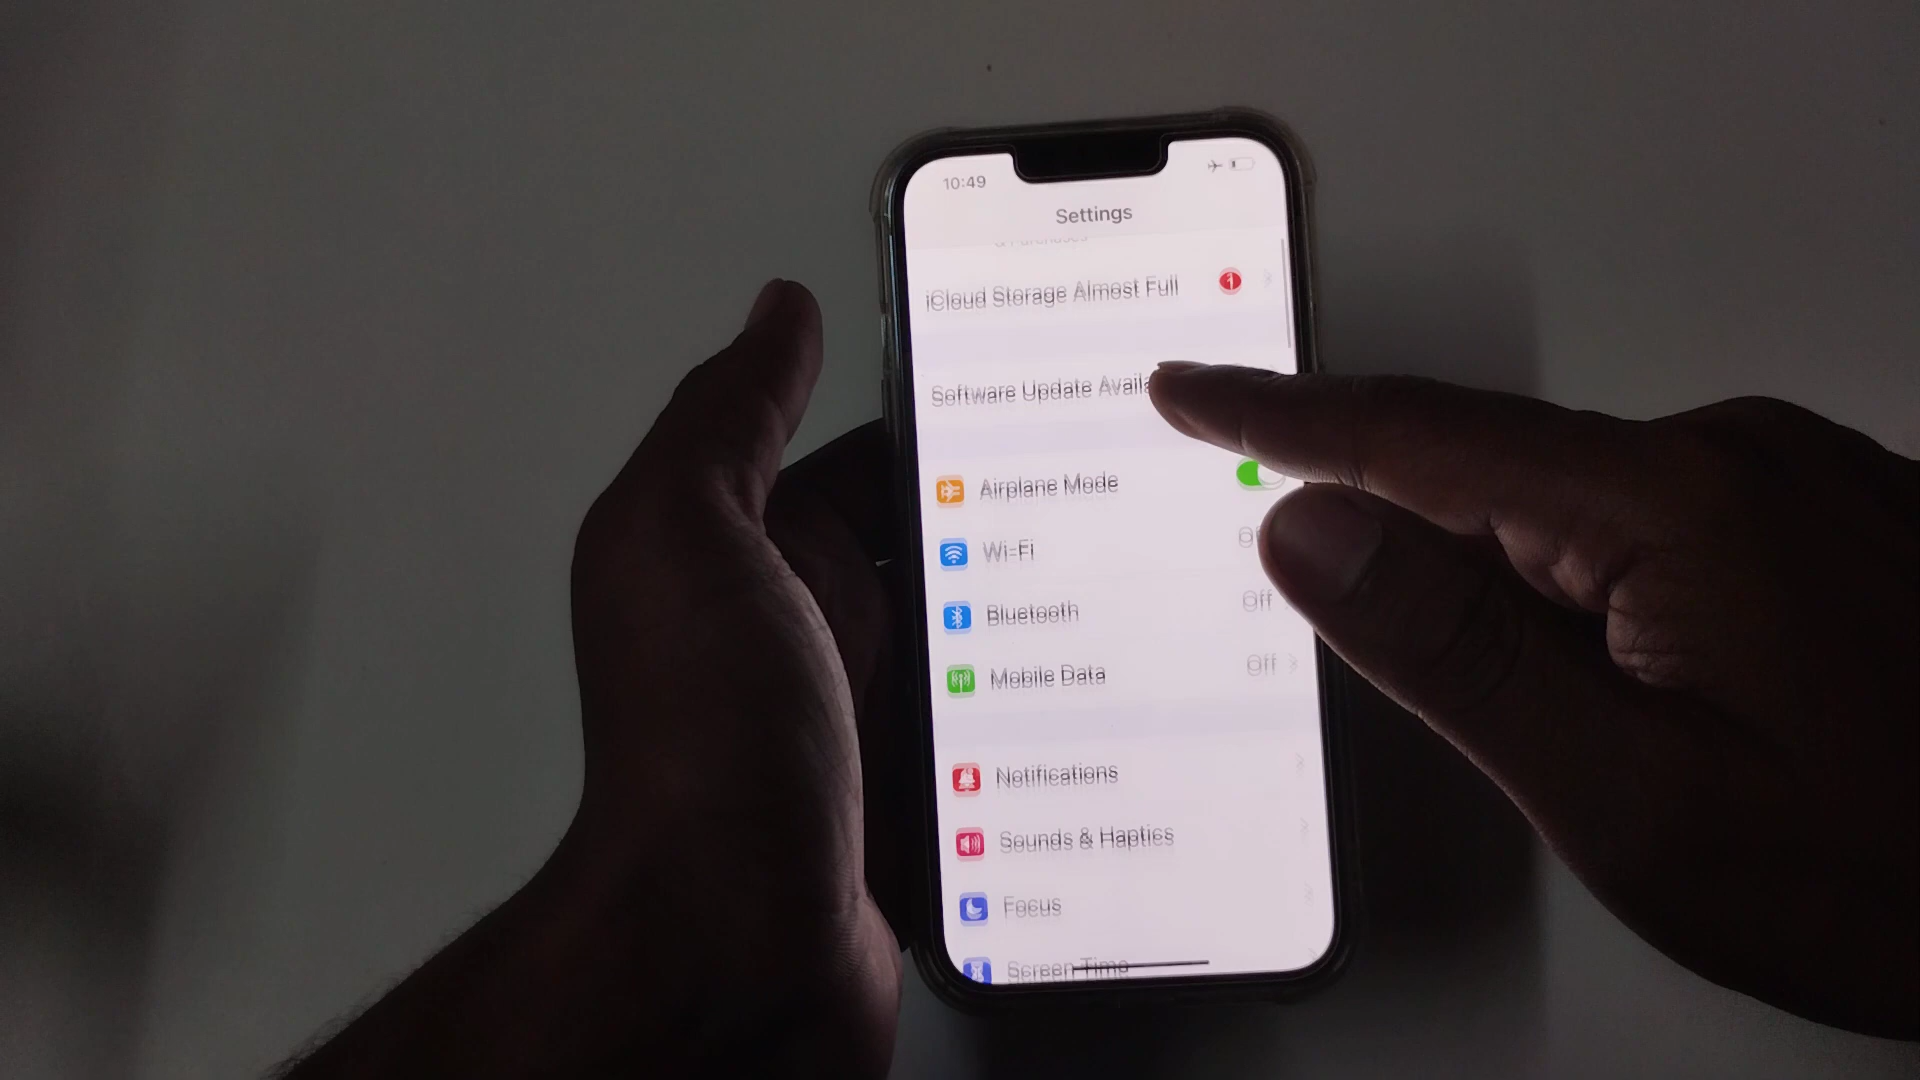 10:49
Settings
& Purchases
iCloud Storage Almost Full
1
Software Update Availa
Airplane Mode
Wi-Fi
Bluetooth
Off
Mobile Data
Off
Notifications
Sounds & Haptics
Focus
Screen Time